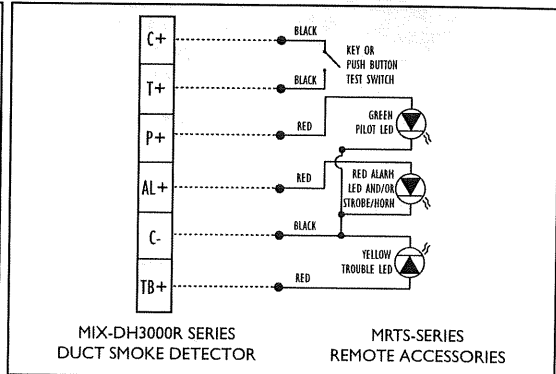 C+
BLACK
KEY OR
PUSH BUTTON
TEST SWITCH
T+
BLACK
P+
RED
GREEN
PILOT LED
AL+
RED
RED ALARM
LED AND/OR
STROBE/HORN
C-
BLACK
YELLOW
TROUBLE LED
TB+
RED
MIX-DH3000R SERIES
DUCT SMOKE DETECTOR
MRTS-SERIES
REMOTE ACCESSORIES